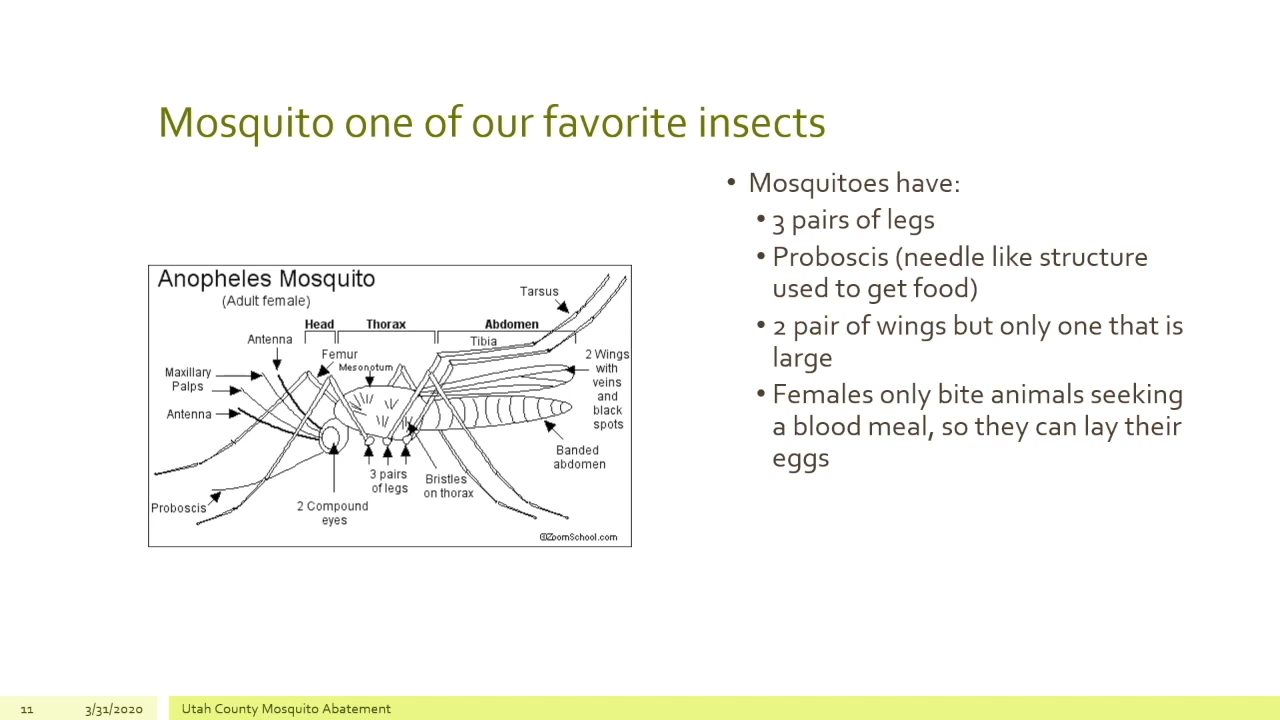 Mosquito one of our favorite insects
• Mosquitoes have:
• 3 pairs of legs
• Proboscis (needle like structure
used to get food)
• 2 pair of wings but only one that is
large
• Females only bite animals seeking
a blood meal, so they can lay their
eggs
Anopheles Mosquito
(Adult female)
Tarsus
Head
Thorax
Abdomen
Antenna
Femur
Tibia
Mesonotum
2 Wings
with
veins
and
black
spots
Maxillary
Palps
Antenna
Banded
abdomen
3 pairs
of legs
Bristles
on thorax
Proboscis
2 Compound
eyes
©ZoomSchool.com
11
3/31/2020
Utah County Mosquito Abatement